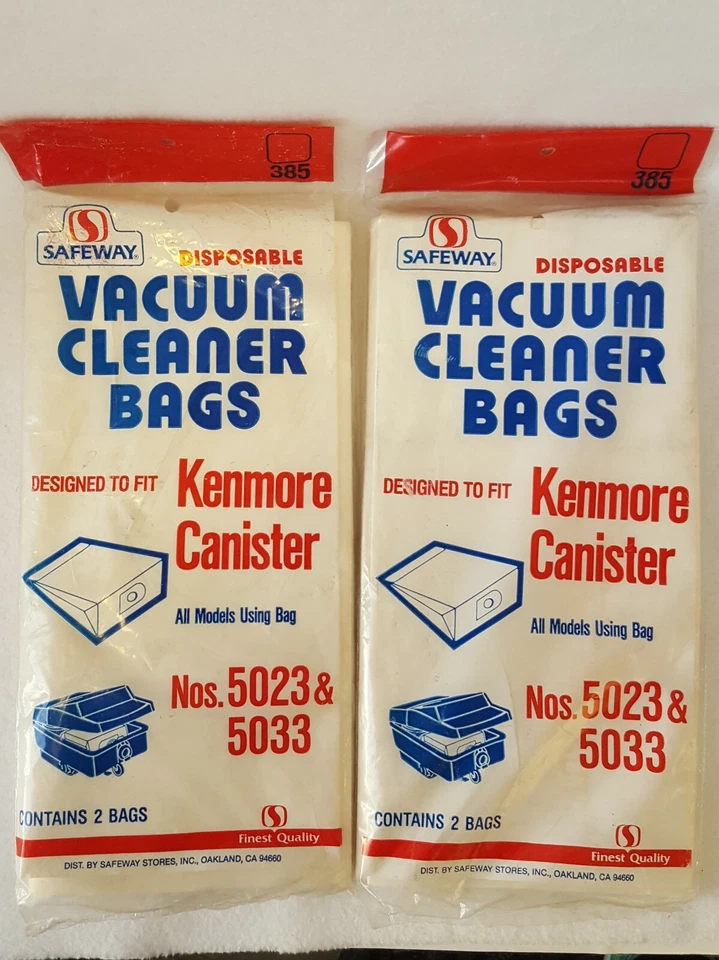 385
SAFEWAY®
DISPOSABLE
VACUUM
CLEANER
BAGS
DESIGNED TO FIT
Kenmore
Canister
All Models Using Bag
Nos. 5023 &
5033
CONTAINS 2 BAGS
Finest Quality
DIST. BY SAFEWAY STORES, INC., OAKLAND, CA 94660
385
SAFEWAY®
DISPOSABLE
VACUUM
CLEANER
BAGS
DESIGNED TO FIT
Kenmore
Canister
All Models Using Bag
Nos. 5023 &
5033
CONTAINS 2 BAGS
Finest Quality
DIST. BY SAFEWAY STORES, INC., OAKLAND, CA 94660